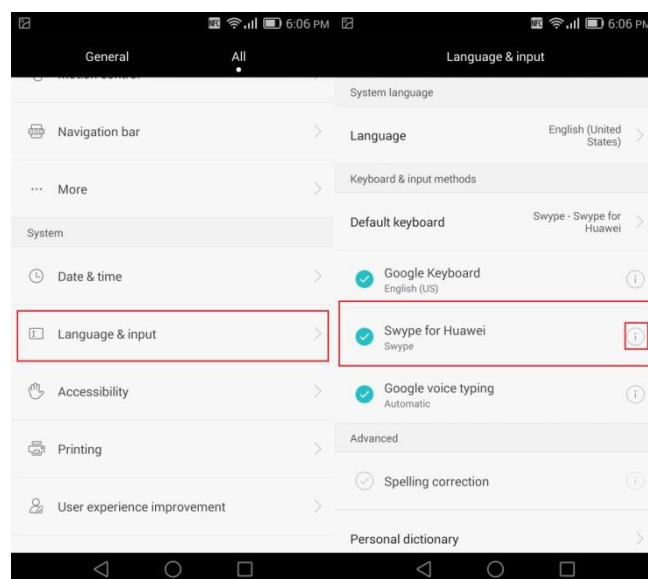 NFC 6:06 PM
General All
Navigation bar
More
System
Date & time
Language & input
Accessibility
Printing
User experience improvement
NFC 6:06 PM
Language & input
System language
Language English (United States)
Keyboard & input methods
Default keyboard Swype - Swype for Huawei
Google Keyboard
English (US)
Swype for Huawei
Swype
Google voice typing
Automatic
Advanced
Spelling correction
Personal dictionary